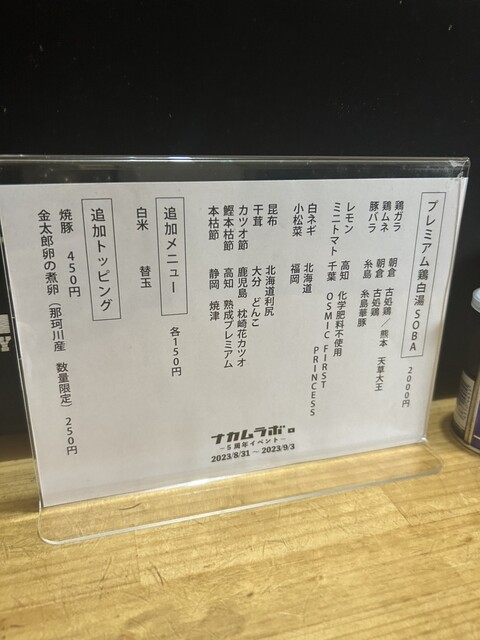 プレミアム鶏白湯SOBA 2000円
鶏ガラ 朝倉 古処鶏／熊本 天草大王
鶏ムネ 朝倉 古処鶏
豚バラ 糸島 糸島華豚
レモン 高知 化学肥料不使用
ミニトマト 千葉 OSMIC FIRST PRINCESS
白ネギ 北海道
小松菜 福岡
昆布 北海道利尻
干茸 大分 どんこ
カツオ節 鹿児島 枕崎花カツオ
鰹本枯節 高知 熟成プレミアム
本枯節 静岡 焼津
追加メニュー 各150円
白米 替玉
追加トッピング
焼豚 450円
金太郎卵の煮卵（那珂川産 数量限定）250円
ナカムラボ。
－5周年イベント－
2023/8/31 ～ 2023/9/3